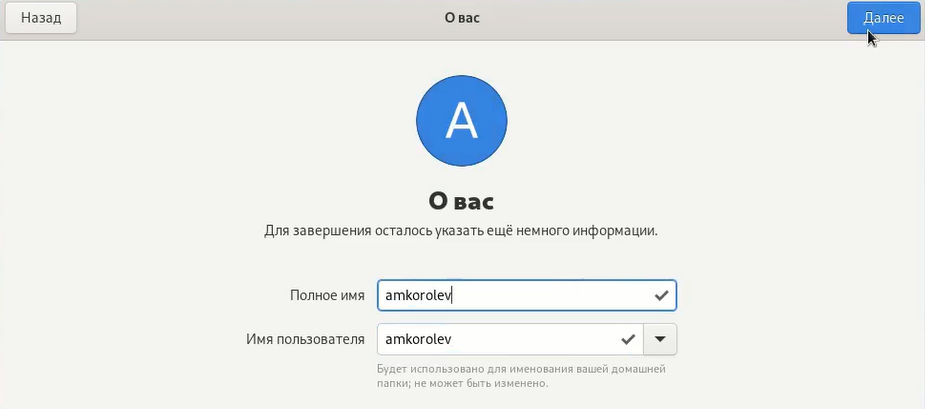 Назад
О вас
Далее
А
О вас
Для завершения осталось указать ещё немного информации.
Полное имя amkorolev
Имя пользователя amkorolev
Будет использовано для именования вашей домашней
папки; не может быть изменено.